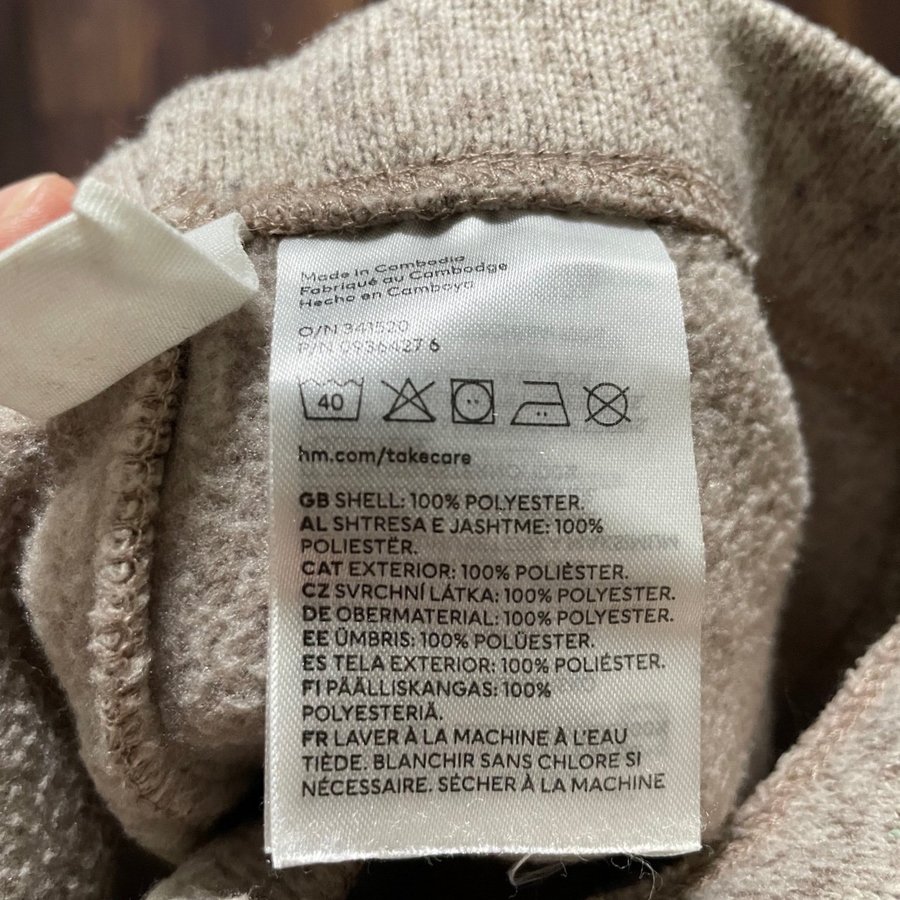 Made in Cambodia
Fabriqué au Cambodge
Hecho en Camboya
O/N 341520
P/N 0936427 6
40
hm.com/takecare
GB SHELL: 100% POLYESTER.
AL SHTRESA E JASHTME: 100%
POLIESTËR.
CAT EXTERIOR: 100% POLIÈSTER.
CZ SVRCHNÍ LÁTKA: 100% POLYESTER.
DE OBERMATERIAL: 100% POLYESTER.
EE ÜMBRIS: 100% POLÜESTER.
ES TELA EXTERIOR: 100% POLIÉSTER.
FI PÄÄLLISKANGAS: 100%
POLYESTERIÄ.
FR LAVER À LA MACHINE À L'EAU
TIÈDE. BLANCHIR SANS CHLORE SI
NÉCESSAIRE. SÉCHER À LA MACHINE